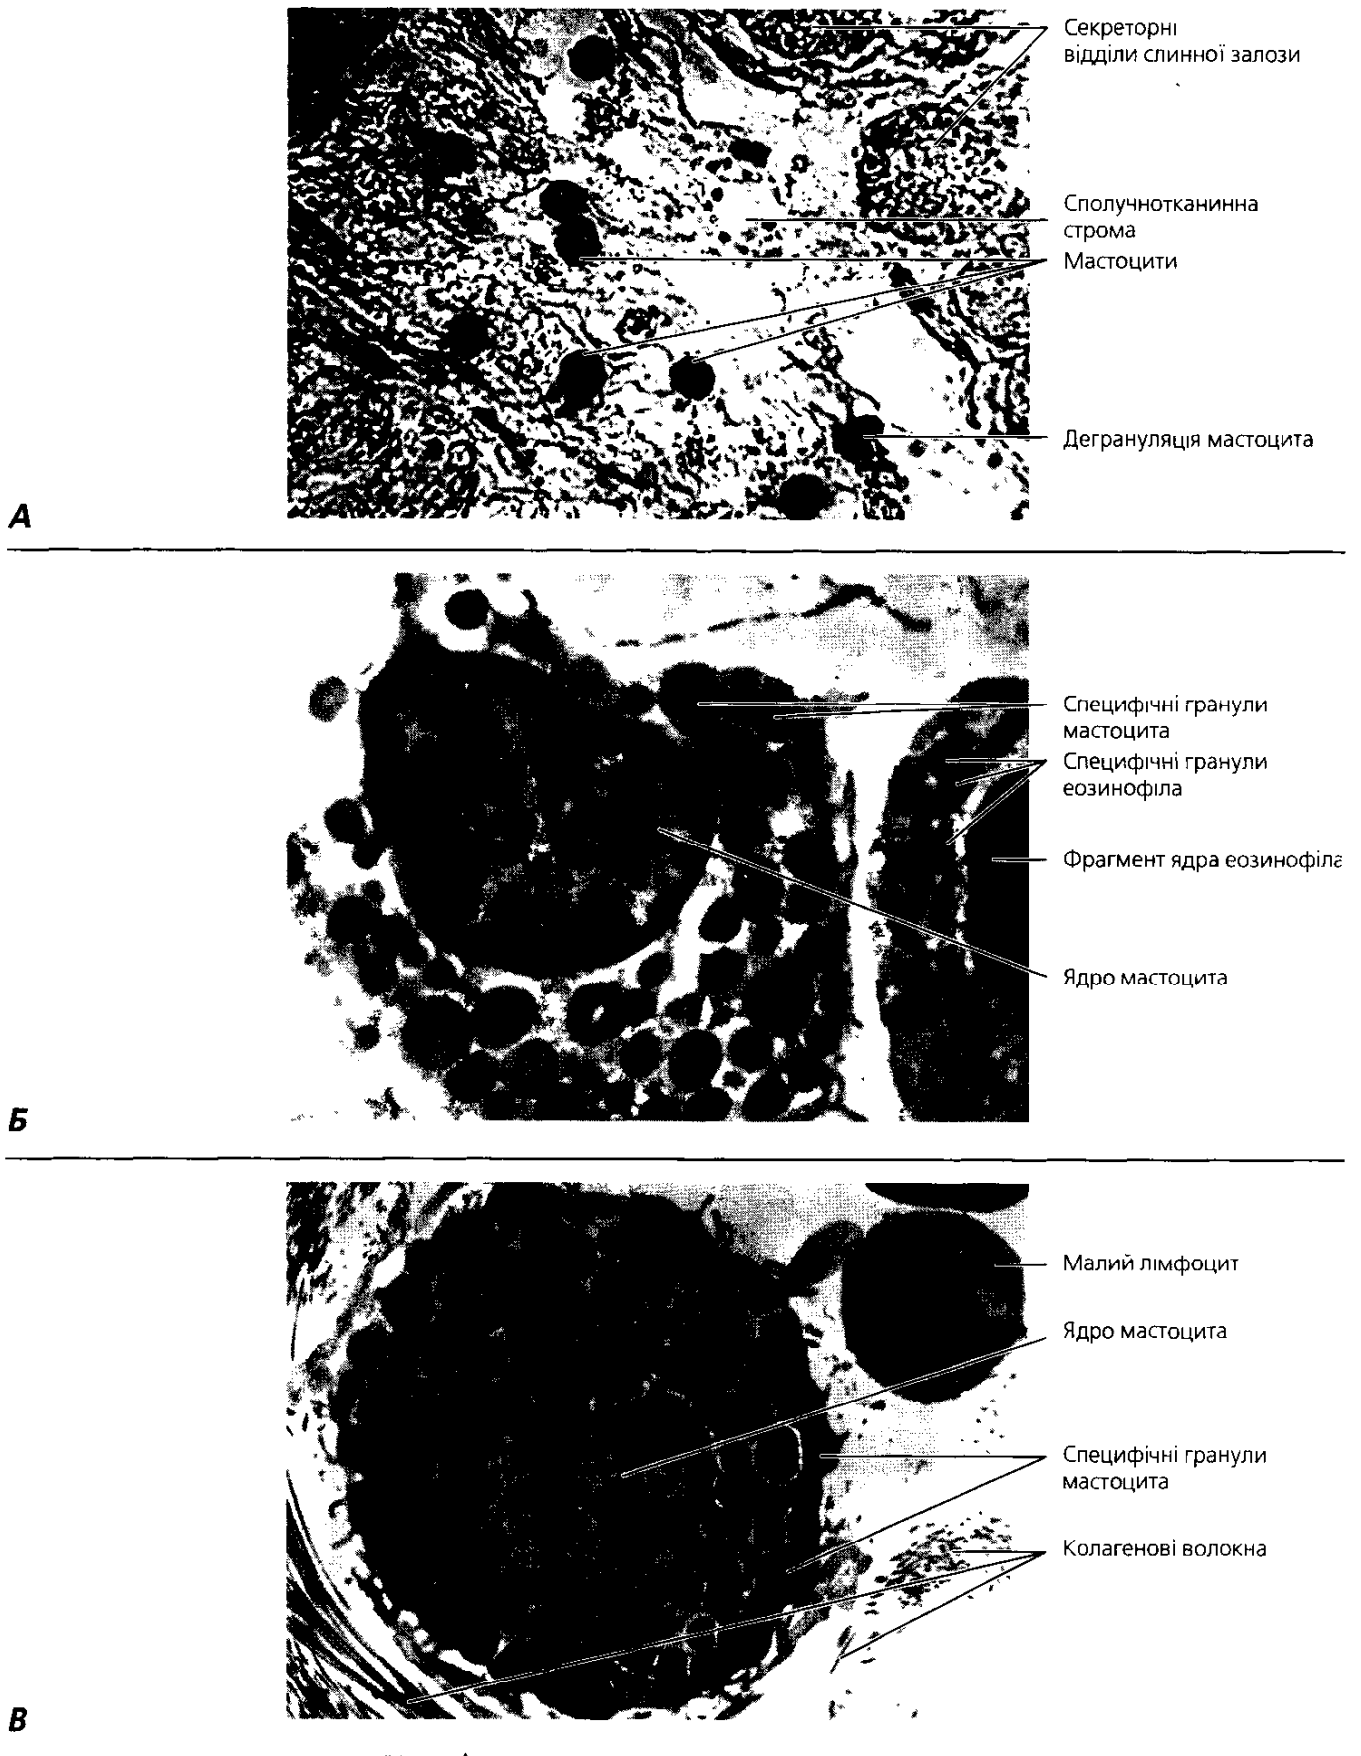 Секреторні
відділи слинної залози
Сполучнотканинна
строма
Мастоцити
Дегрануляція мастоцита
А
Специфічні гранули
мастоцита
Специфічні гранули
еозинофіла
Фрагмент ядра еозинофіла
Ядро мастоцита
Б
Малий лімфоцит
Ядро мастоцита
Специфічні гранули
мастоцита
Колагенові волокна
В